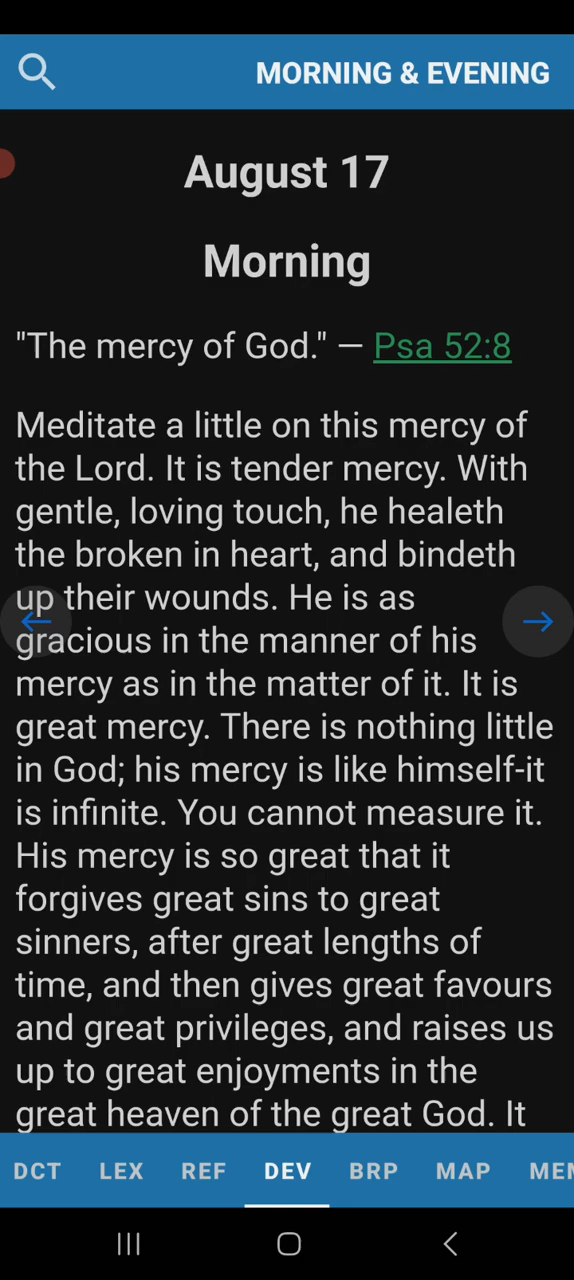 MORNING & EVENING
August 17
Morning
"The mercy of God." — Psa 52:8
Meditate a little on this mercy of
the Lord. It is tender mercy. With
gentle, loving touch, he healeth
the broken in heart, and bindeth
up their wounds. He is as
gracious in the manner of his
mercy as in the matter of it. It is
great mercy. There is nothing little
in God; his mercy is like himself-it
is infinite. You cannot measure it.
His mercy is so great that it
forgives great sins to great
sinners, after great lengths of
time, and then gives great favours
and great privileges, and raises us
up to great enjoyments in the
great heaven of the great God. It
DCT LEX REF DEV BRP MAP MEM